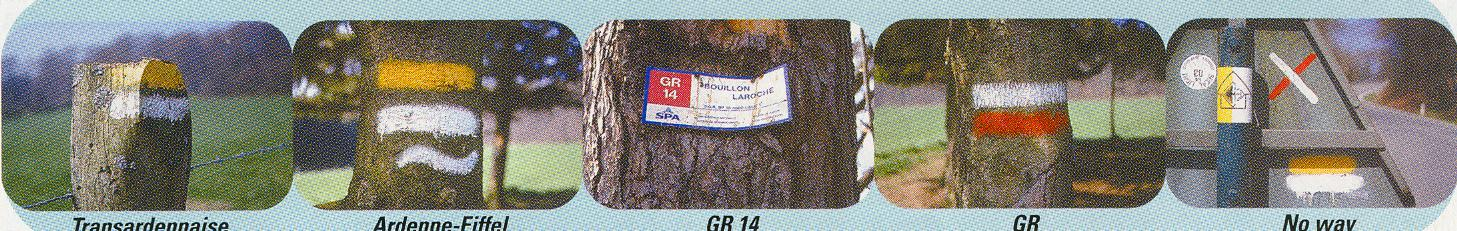 GR
14
SPA
BOUILLON
LAROCHE
Transardennaise
Ardenne-Eiffel
GR 14
GR
No way